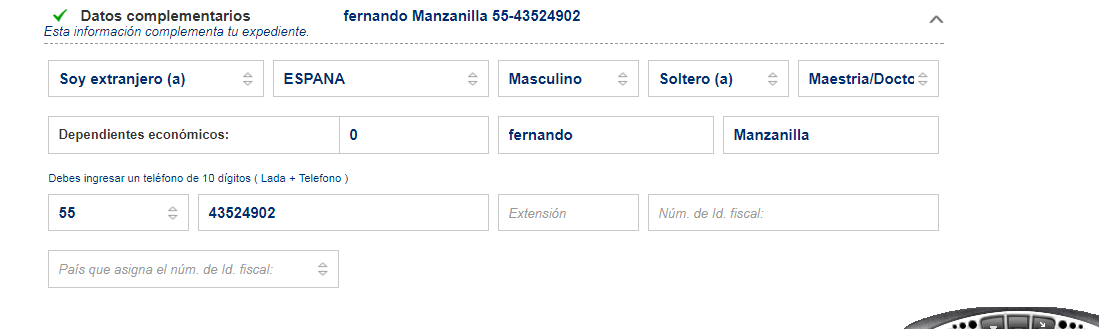 Datos complementarios fernando Manzanilla 55-43524902
Esta información complementa tu expediente.
Soy extranjero (a) ESPANA Masculino Soltero (a) Maestria/Docto
Dependientes económicos: 0 fernando Manzanilla
Debes ingresar un teléfono de 10 dígitos ( Lada + Telefono )
55 43524902 Extensión Núm. de Id. fiscal:
País que asigna el núm. de Id. fiscal: